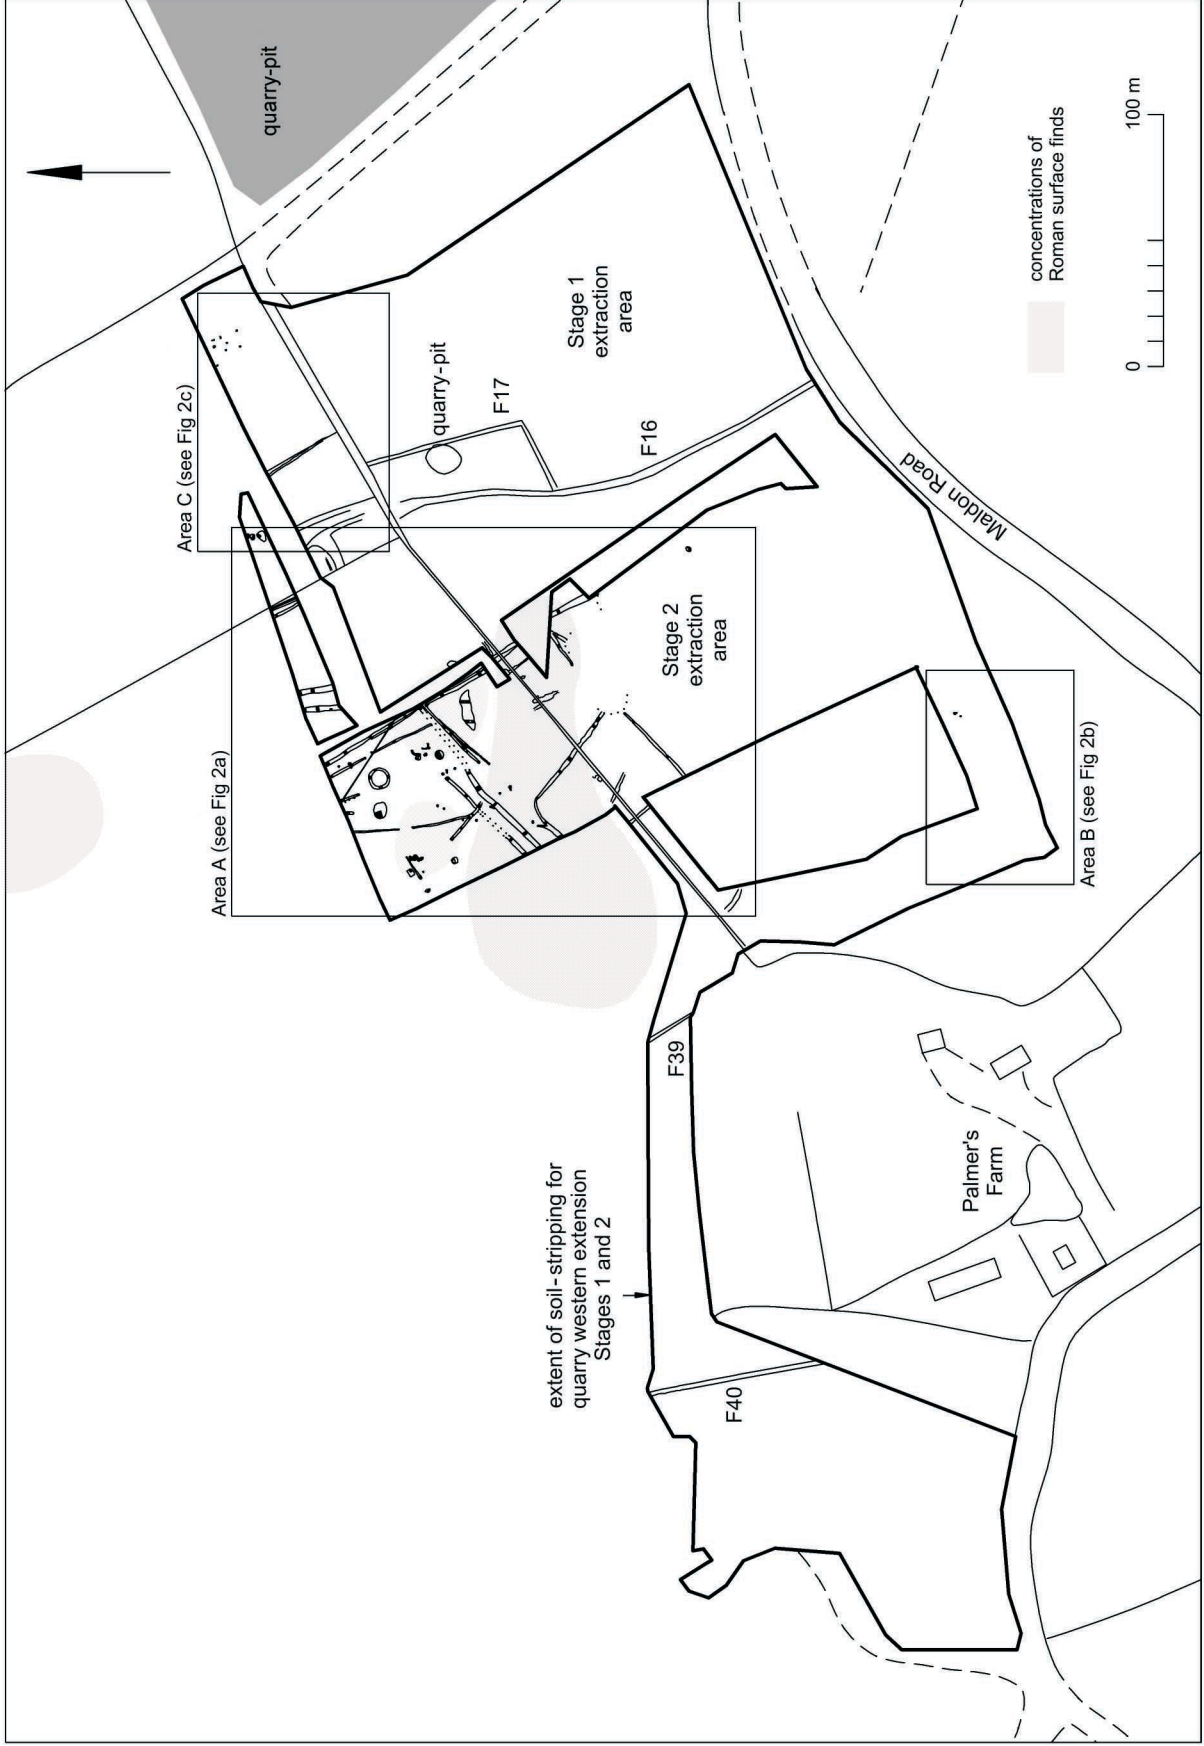 quarry-pit
Area C (see Fig 2c)
Area A (see Fig 2a)
quarry-pit
F17
F16
Stage 1
extraction
area
Stage 2
extraction
area
Maldon Road
Area B (see Fig 2b)
concentrations of
Roman surface finds
0
100 m
F39
extent of soil-stripping for
quarry western extension
Stages 1 and 2
F40
Palmer's
Farm